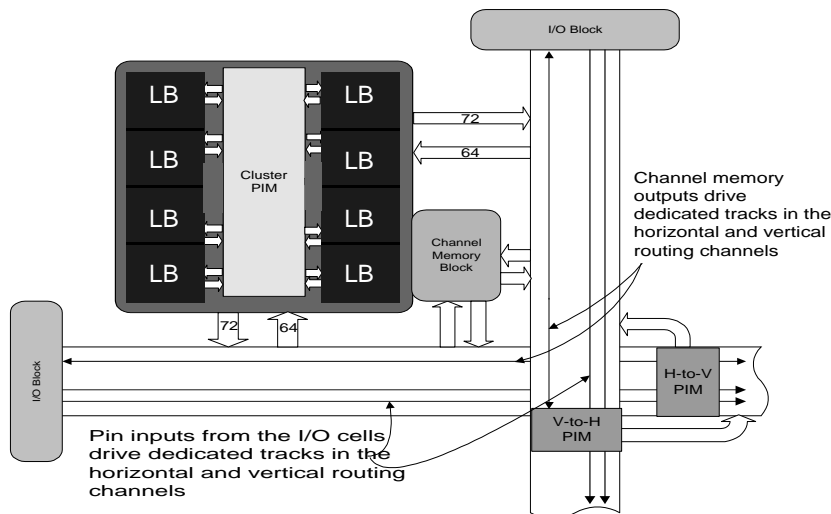 I/O Block
LB
LB
LB
LB
LB
LB
LB
LB
Cluster
PIM
72
64
Channel memory
outputs drive
dedicated tracks in the
horizontal and vertical
routing channels
Channel
Memory
Block
72
64
I/O Block
H-to-V
PIM
V-to-H
PIM
Pin inputs from the I/O cells
drive dedicated tracks in the
horizontal and vertical routing
channels